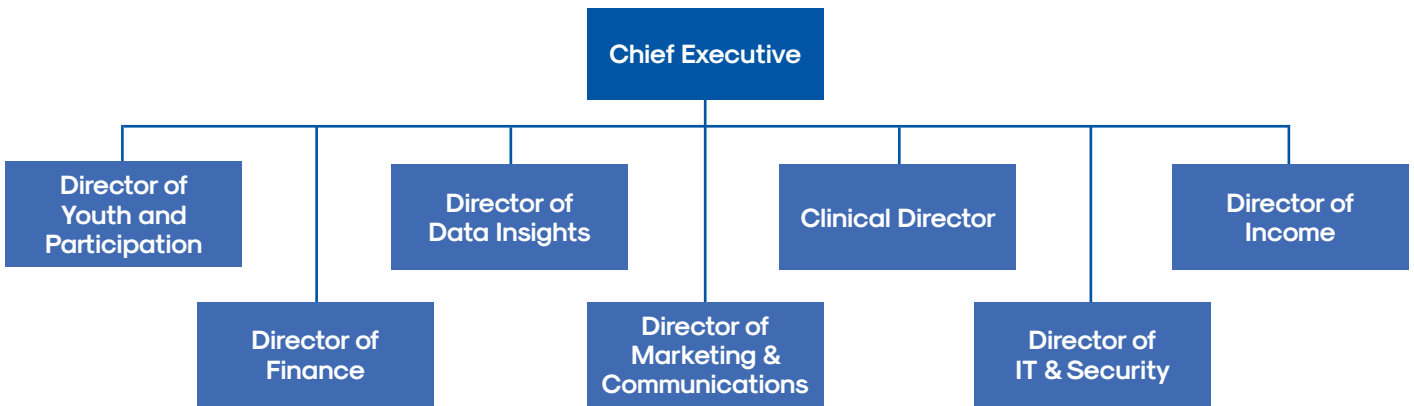 Chief Executive
Director of
Youth and
Participation
Director of
Data Insights
Clinical Director
Director of
Income
Director of
Finance
Director of
Marketing &
Communications
Director of
IT & Security